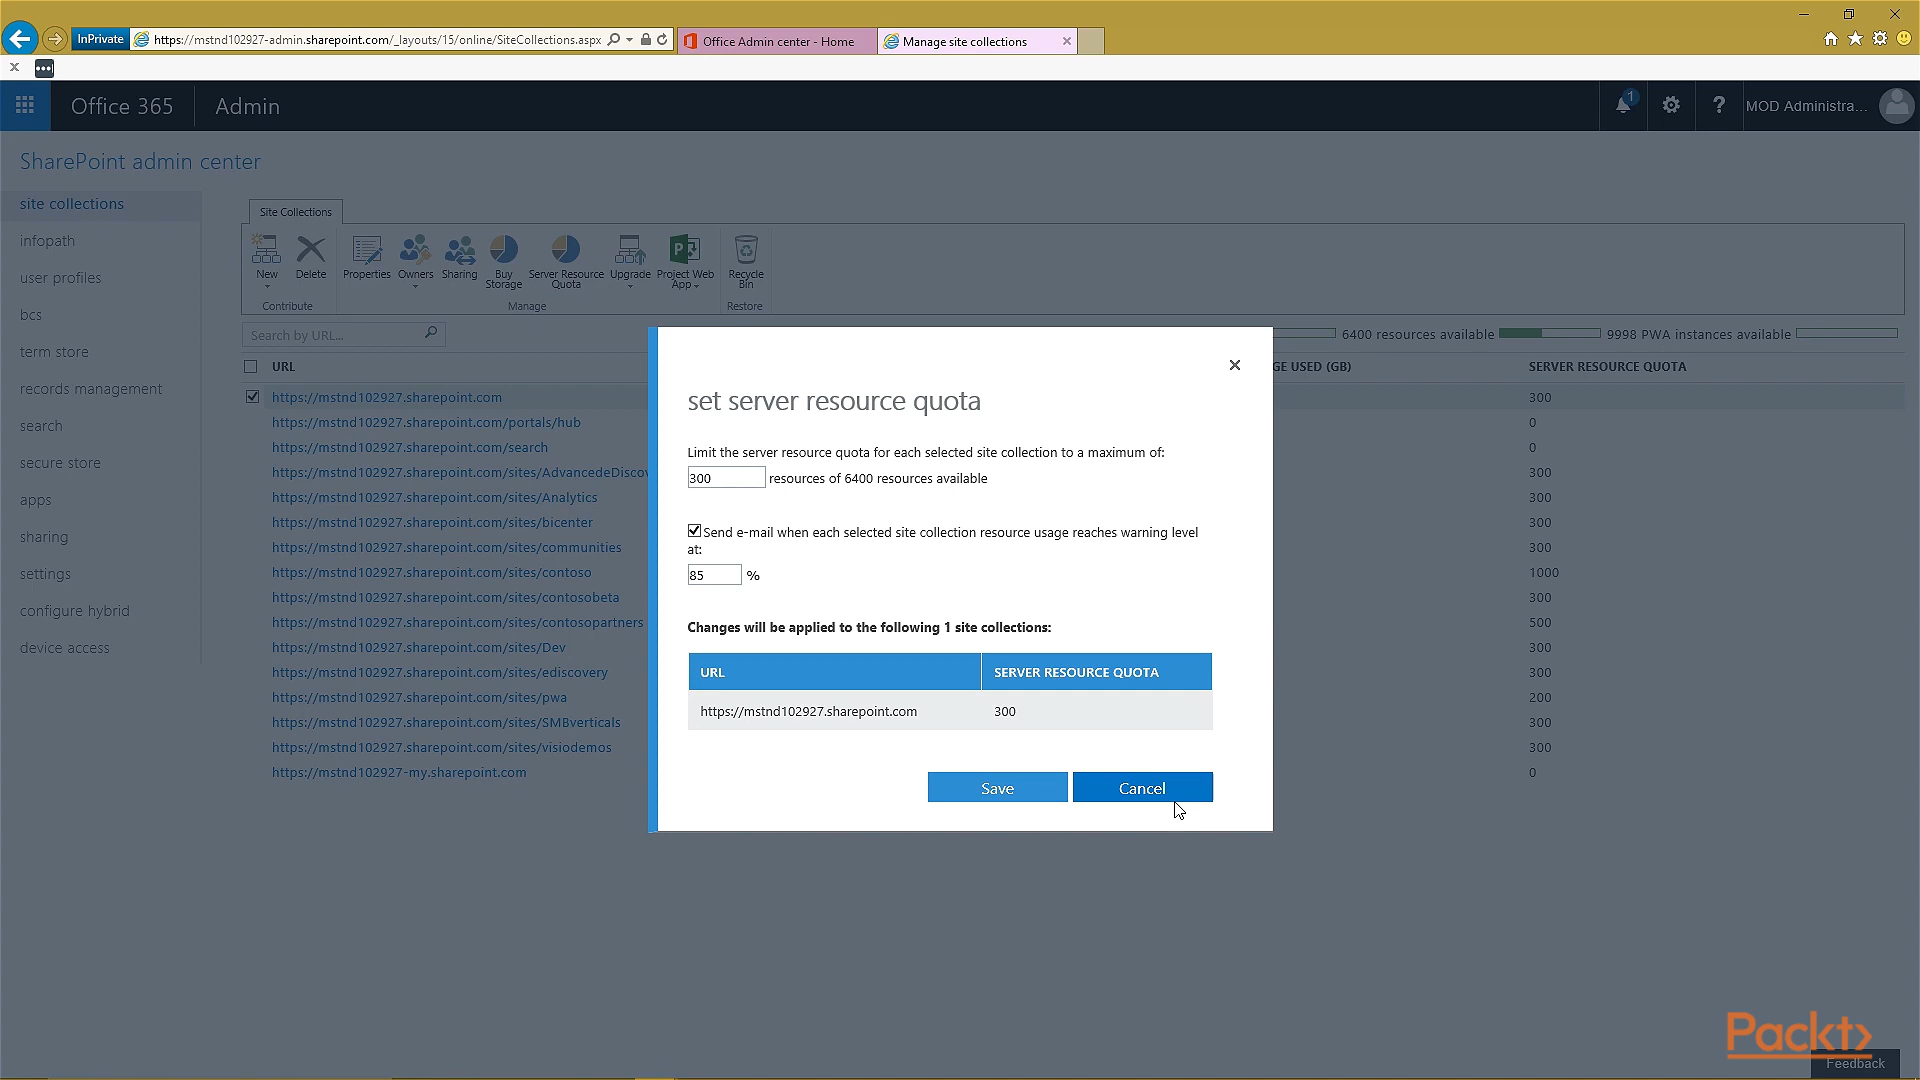 InPrivate
https://mstnd102927-admin.sharepoint.com/_layouts/15/online/SiteCollections.aspx
Office Admin center - Home
Manage site collections
Office 365
Admin
1
?
MOD Administra...
SharePoint admin center
site collections
infopath
user profiles
bcs
term store
records management
search
secure store
apps
sharing
settings
configure hybrid
device access
Site Collections
New
Delete
Properties
Owners
Sharing
Buy Storage
Server Resource Quota
Upgrade
Project Web App
Recycle Bin
Contribute
Manage
Restore
Search by URL...
6400 resources available
9998 PWA instances available
URL
GE USED (GB)
SERVER RESOURCE QUOTA
https://mstnd102927.sharepoint.com 300
https://mstnd102927.sharepoint.com/portals/hub 0
https://mstnd102927.sharepoint.com/search 0
https://mstnd102927.sharepoint.com/sites/AdvancedeDiscov 300
https://mstnd102927.sharepoint.com/sites/Analytics 300
https://mstnd102927.sharepoint.com/sites/bicenter 300
https://mstnd102927.sharepoint.com/sites/communities 300
https://mstnd102927.sharepoint.com/sites/contoso 1000
https://mstnd102927.sharepoint.com/sites/contosobeta 300
https://mstnd102927.sharepoint.com/sites/contosopartners 500
https://mstnd102927.sharepoint.com/sites/Dev 300
https://mstnd102927.sharepoint.com/sites/ediscovery 300
https://mstnd102927.sharepoint.com/sites/pwa 200
https://mstnd102927.sharepoint.com/sites/SMBverticals 300
https://mstnd102927.sharepoint.com/sites/visiodemos 300
https://mstnd102927-my.sharepoint.com 0
set server resource quota
Limit the server resource quota for each selected site collection to a maximum of:
300 resources of 6400 resources available
Send e-mail when each selected site collection resource usage reaches warning level
at:
85 %
Changes will be applied to the following 1 site collections:
URL SERVER RESOURCE QUOTA
https://mstnd102927.sharepoint.com 300
Save
Cancel
Packt
Feedback